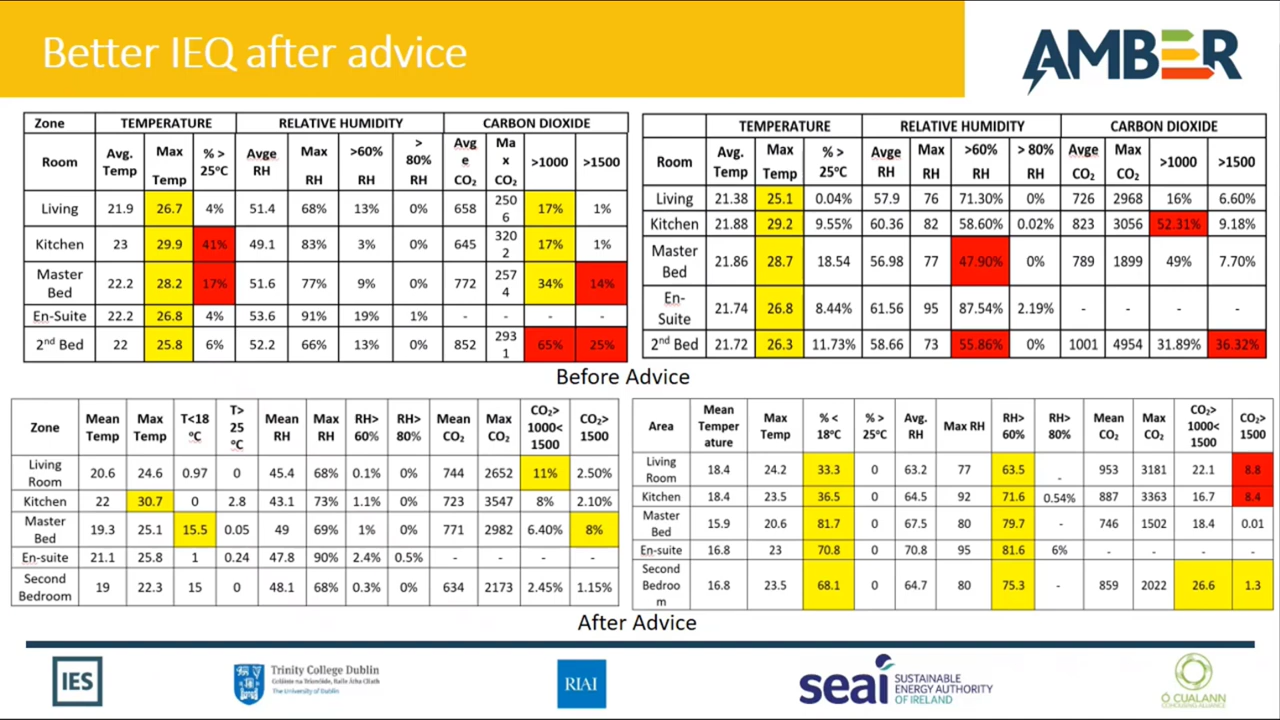 Better IEQ after advice
AMBER
Zone TEMPERATURE RELATIVE HUMIDITY CARBON DIOXIDE
Room Avg. Temp Max Temp % > 25°C Avge RH Max RH >60% RH > 80% RH Avg e CO₂ Ma x CO₂ >1000 >1500
Living 21.9 26.7 4% 51.4 68% 13% 0% 658 250 6 17% 1%
Kitchen 23 29.9 41% 49.1 83% 3% 0% 645 320 2 17% 1%
Master Bed 22.2 28.2 17% 51.6 77% 9% 0% 772 257 4 34% 14%
En-Suite 22.2 26.8 4% 53.6 91% 19% 1% - - - -
2nd Bed 22 25.8 6% 52.2 66% 13% 0% 852 293 1 65% 25%
TEMPERATURE RELATIVE HUMIDITY CARBON DIOXIDE
Room Avg. Temp Max Temp % > 25°C Avge RH Max RH >60% RH > 80% RH Avge CO₂ Max CO₂ >1000 >1500
Living 21.38 25.1 0.04% 57.9 76 71.30% 0% 726 2968 16% 6.60%
Kitchen 21.88 29.2 9.55% 60.36 82 58.60% 0.02% 823 3056 52.31% 9.18%
Master Bed 21.86 28.7 18.54 56.98 77 47.90% 0% 789 1899 49% 7.70%
En-Suite 21.74 26.8 8.44% 61.56 95 87.54% 2.19% - - - -
2nd Bed 21.72 26.3 11.73% 58.66 73 55.86% 0% 1001 4954 31.89% 36.32%
Before Advice
Zone Mean Temp Max Temp T<18 °C T> 25 °C Mean RH Max RH RH> 60% RH> 80% Mean CO₂ Max CO₂ CO₂> 1000< 1500 CO₂> 1500
Living Room 20.6 24.6 0.97 0 45.4 68% 0.1% 0% 744 2652 11% 2.50%
Kitchen 22 30.7 0 2.8 43.1 73% 1.1% 0% 723 3547 8% 2.10%
Master Bed 19.3 25.1 15.5 0.05 49 69% 1% 0% 771 2982 6.40% 8%
En-suite 21.1 25.8 1 0.24 47.8 90% 2.4% 0.5% - - - -
Second Bedroom 19 22.3 15 0 48.1 68% 0.3% 0% 634 2173 2.45% 1.15%
Area Mean Temper ature Max Temp % < 18°C % > 25°C Avg. RH Max RH RH> 60% RH> 80% Mean CO₂ Max CO₂ CO₂> 1000< 1500 CO₂> 1500
Living Room 18.4 24.2 33.3 0 63.2 77 63.5 - 953 3181 22.1 8.8
Kitchen 18.4 23.5 36.5 0 64.5 92 71.6 0.54% 887 3363 16.7 8.4
Master Bed 15.9 20.6 81.7 0 67.5 80 79.7 - 746 1502 18.4 0.01
En-suite 16.8 23 70.8 0 70.8 95 81.6 6% - - - -
Second Bedroo m 16.8 23.5 68.1 0 64.7 80 75.3 - 859 2022 26.6 1.3
After Advice
IES
Trinity College Dublin
Coláiste na Tríonóide, Baile Átha Cliath
The University of Dublin
RIAI
seai SUSTAINABLE
ENERGY AUTHORITY
OF IRELAND
Ó CUALANN
COHOUSING ALLIANCE